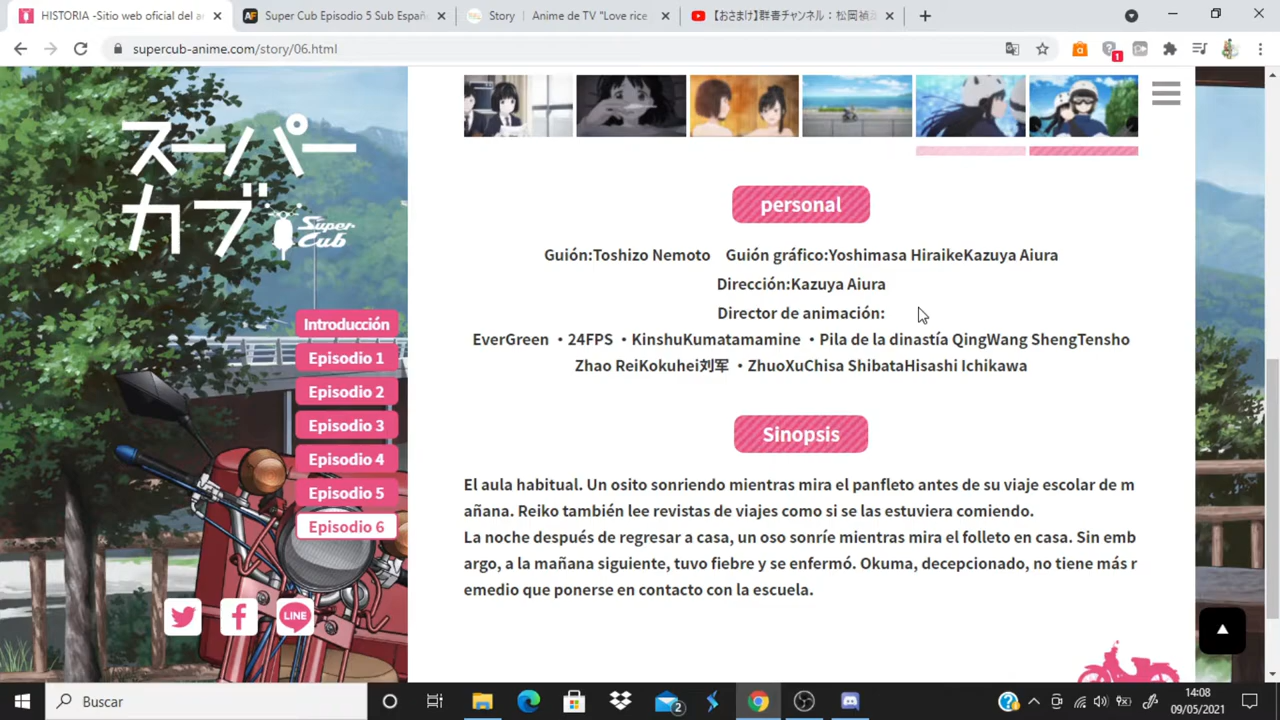 HISTORIA -Sitio web oficial del ar
Super Cub Episodio 5 Sub Españ
Story
Anime de TV "Love rice
【おさまけ】群書チャンネル：松岡禎
supercub-anime.com/story/06.html
1
スーパー
カブ
Super
Cub
personal
Guión:Toshizo Nemoto Guión gráfico:Yoshimasa HiraikeKazuya Aiura
Dirección:Kazuya Aiura
Director de animación:
EverGreen ・24FPS ・KinshuKumatamamine ・Pila de la dinastía QingWang ShengTensho
Zhao ReiKokuhei刘军 ・ZhuoXuChisa ShibataHisashi Ichikawa
Introducción
Episodio 1
Episodio 2
Episodio 3
Episodio 4
Episodio 5
Episodio 6
Sinopsis
El aula habitual. Un osito sonriendo mientras mira el panfleto antes de su viaje escolar de m
añana. Reiko también lee revistas de viajes como si se las estuviera comiendo.
La noche después de regresar a casa, un oso sonríe mientras mira el folleto en casa. Sin emb
argo, a la mañana siguiente, tuvo fiebre y se enfermó. Okuma, decepcionado, no tiene más r
emedio que ponerse en contacto con la escuela.
LINE
Buscar
2
14:08
09/05/2021